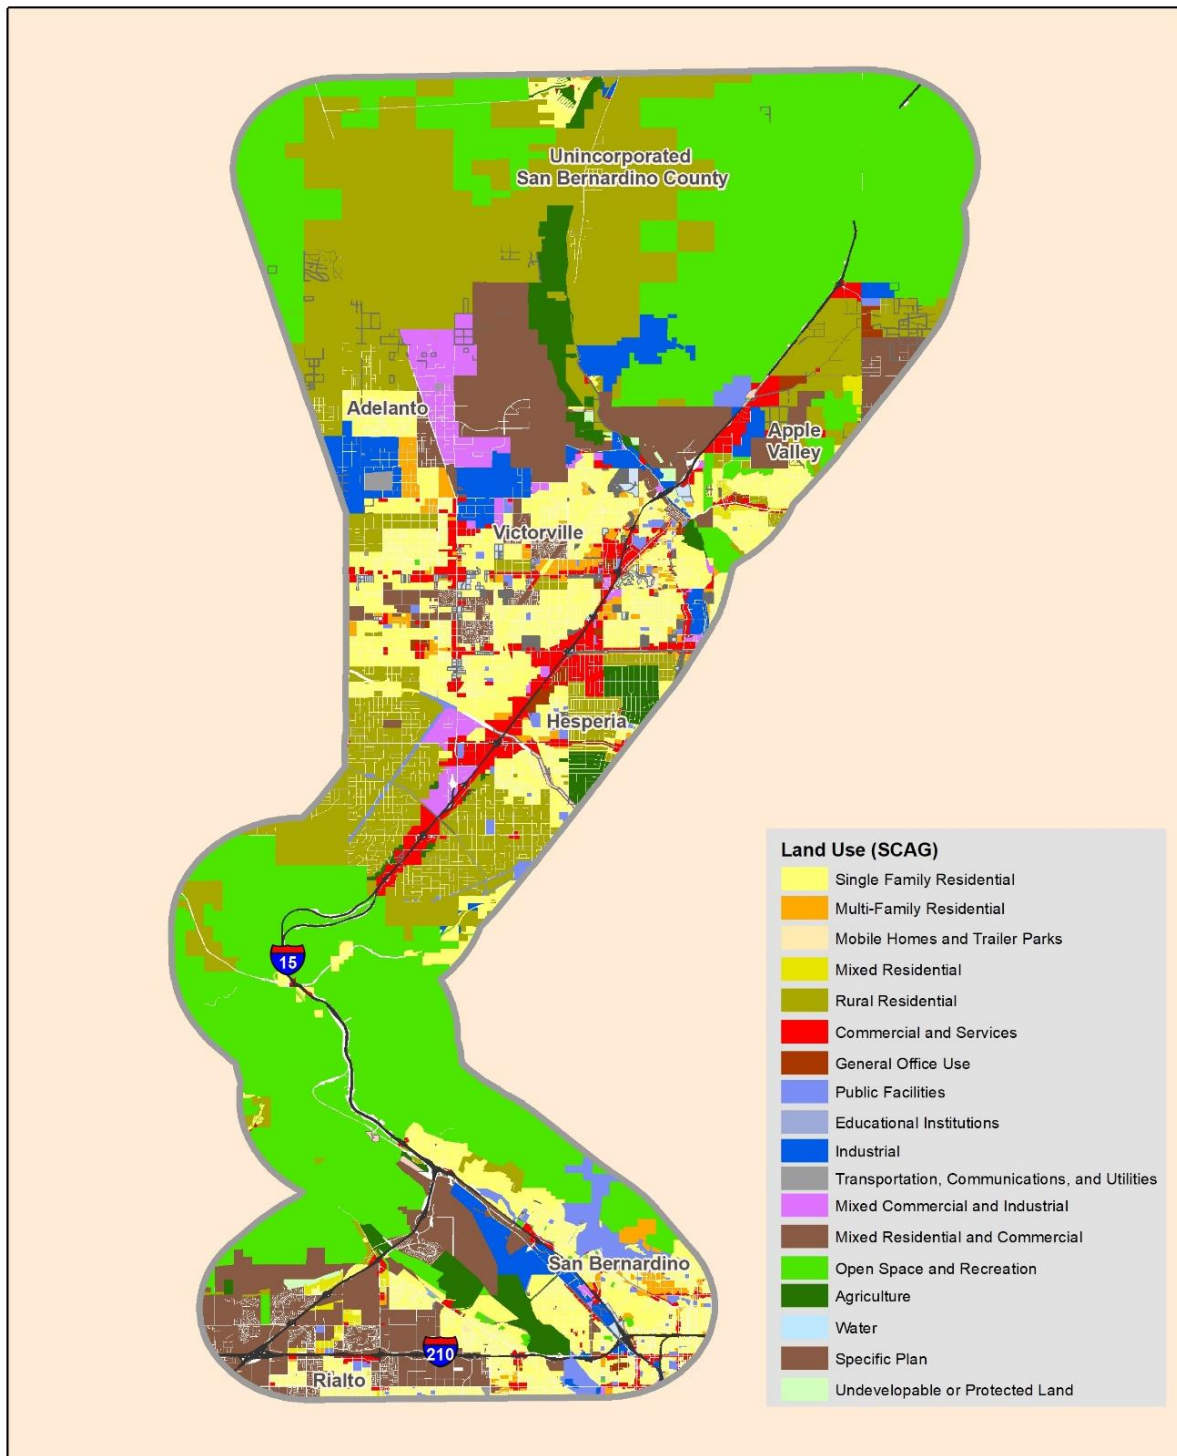 Unincorporated
San Bernardino County
Adelanto
Apple
Valley
Victorville
Hesperia
15
San Bernardino
210
Rialto
Land Use (SCAG)
Single Family Residential
Multi-Family Residential
Mobile Homes and Trailer Parks
Mixed Residential
Rural Residential
Commercial and Services
General Office Use
Public Facilities
Educational Institutions
Industrial
Transportation, Communications, and Utilities
Mixed Commercial and Industrial
Mixed Residential and Commercial
Open Space and Recreation
Agriculture
Water
Specific Plan
Undevelopable or Protected Land